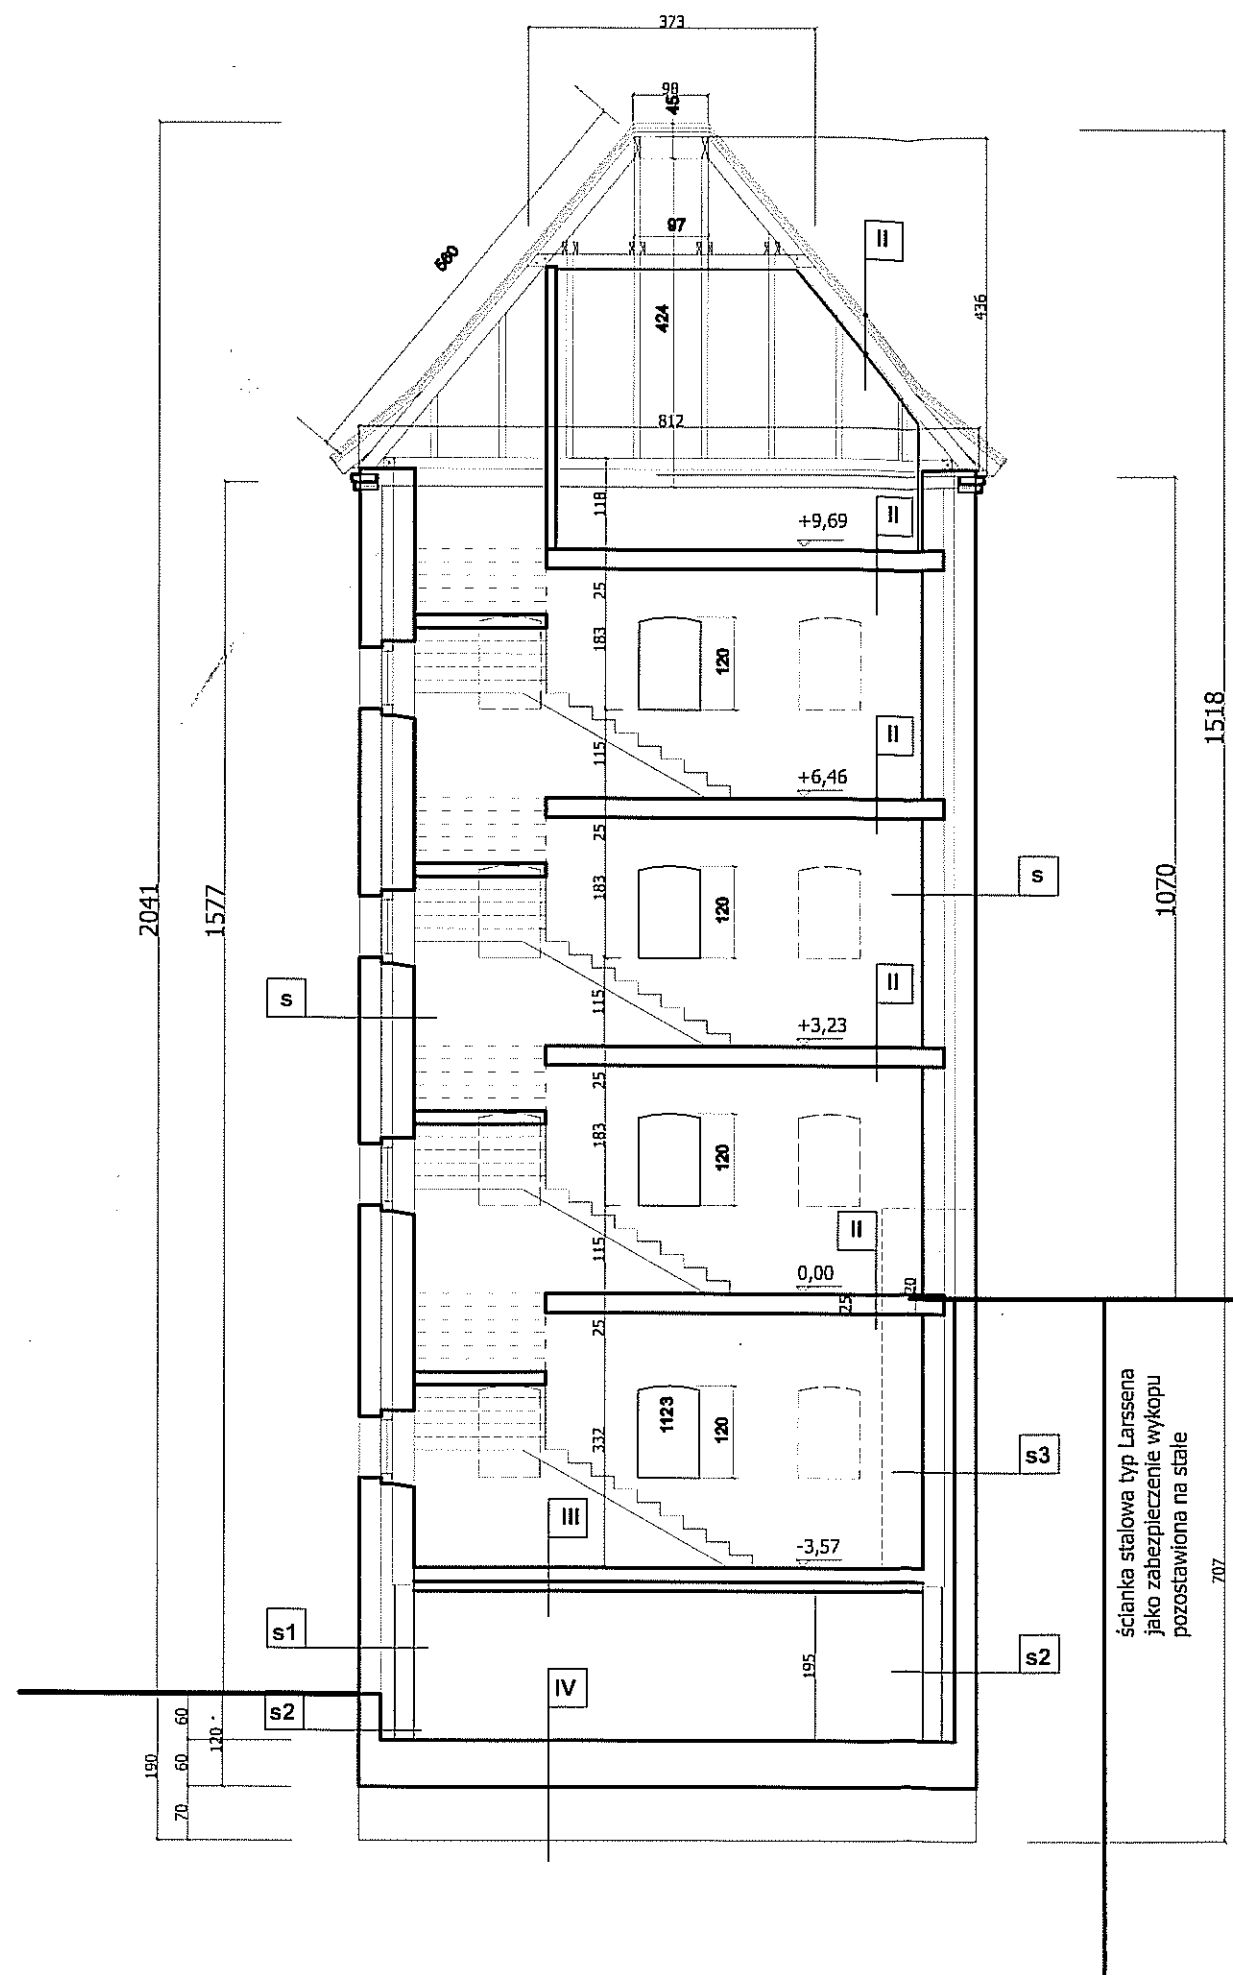 373
98
45
97
II
560
424
436
812
118
+9,69
II
25
183
120
1518
115
II
+6,46
25
2041
1577
183
120
s
1070
s
115
II
+3,23
25
183
120
II
115
0,00
20
25
25
1123
120
332
s3
ścianka stalowa typ Larssena
jako zabezpieczenie wykopu
pozostawiona na stałe
III
-3,57
707
s1
s2
195
IV
s2
60
120
190
60
70